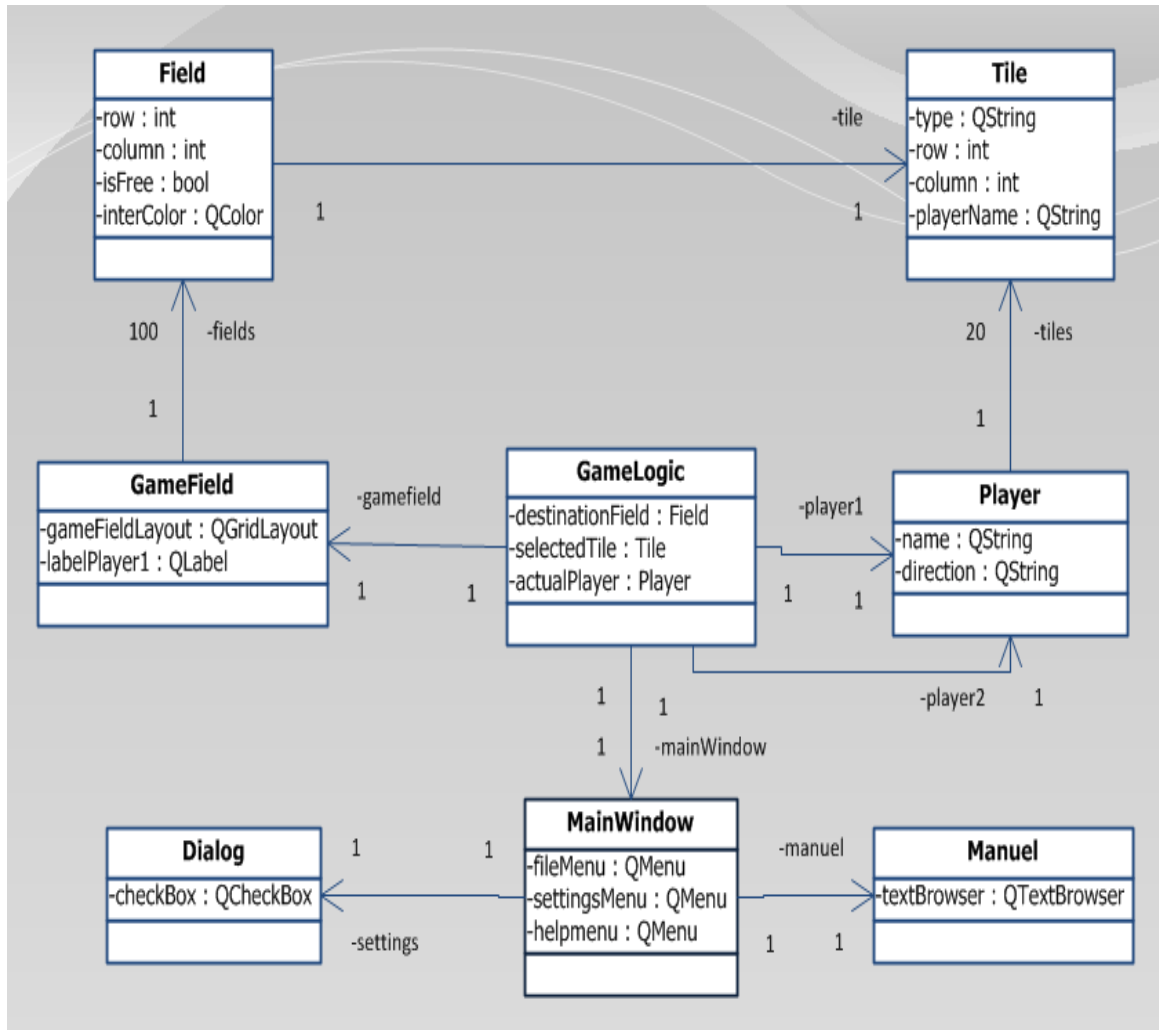 Field
-row : int
-column : int
-isFree : bool
-interColor : QColor
Tile
-type : QString
-row : int
-column : int
-playerName : QString
-tile
1
1
100
-fields
1
20
-tiles
1
GameField
-gameFieldLayout : QGridLayout
-labelPlayer1 : QLabel
-gamefield
1
1
GameLogic
-destinationField : Field
-selectedTile : Tile
-actualPlayer : Player
-player1
1
1
Player
-name : QString
-direction : QString
1
1
-player2
1
1
-mainWindow
Dialog
-checkBox : QCheckBox
1
1
-settings
MainWindow
-fileMenu : QMenu
-settingsMenu : QMenu
-helpmenu : QMenu
-manuel
1
1
Manuel
-textBrowser : QTextBrowser